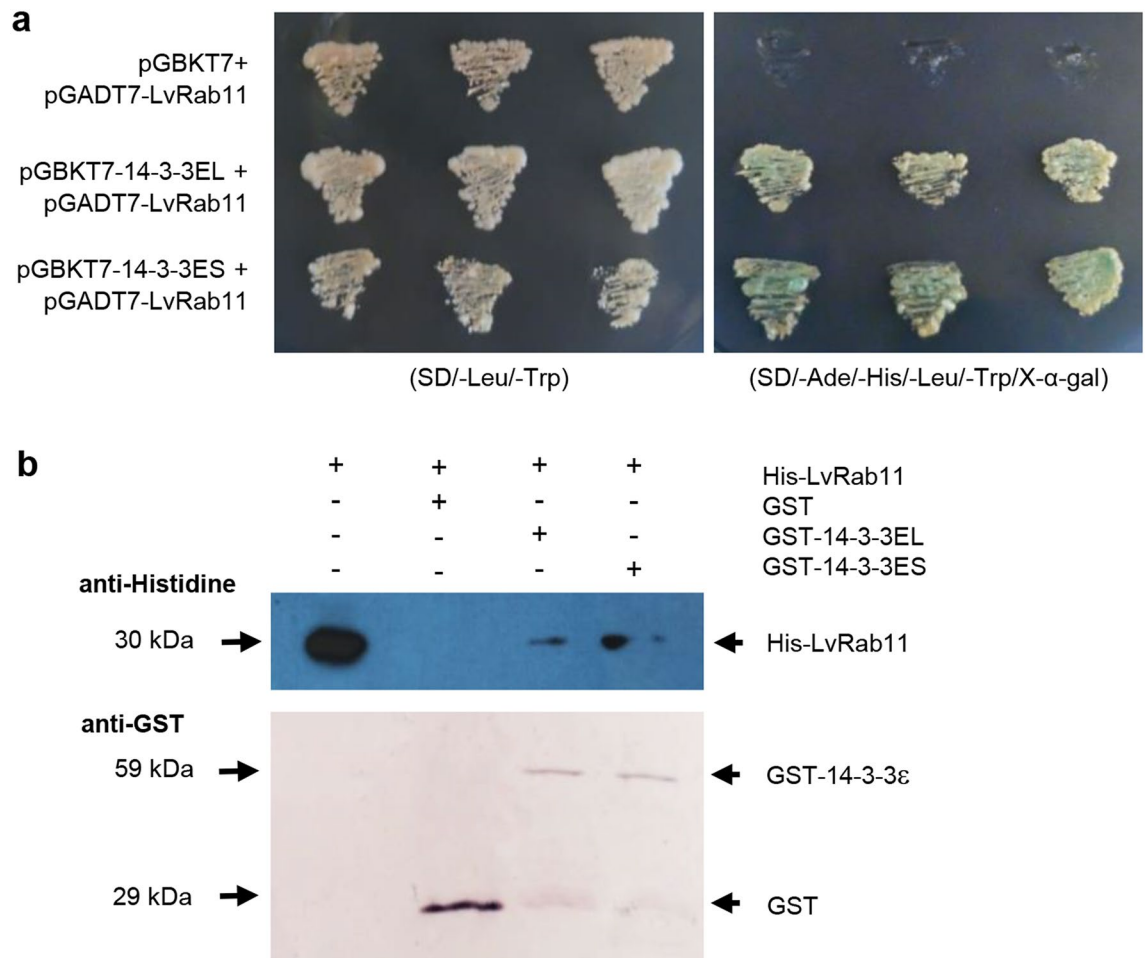 a
pGBKT7+
pGADT7-LvRab11
pGBKT7-14-3-3EL +
pGADT7-LvRab11
pGBKT7-14-3-3ES +
pGADT7-LvRab11
(SD/-Leu/-Trp)
(SD/-Ade/-His/-Leu/-Trp/X-α-gal)
b
+ + + + His-LvRab11
- + - - GST
- - + - GST-14-3-3EL
- - - + GST-14-3-3ES
anti-Histidine
30 kDa His-LvRab11
anti-GST
59 kDa GST-14-3-3ε
29 kDa GST